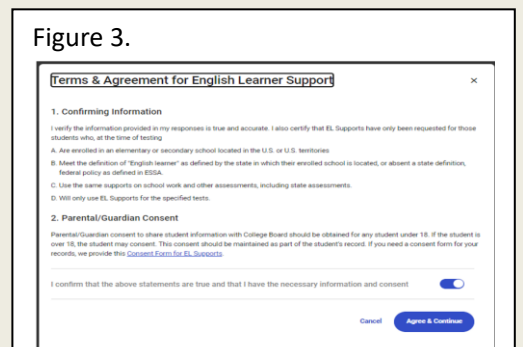 Figure 3.
Terms & Agreement for English Learner Support
×
1. Confirming Information
I verify the information provided in my responses is true and accurate. I also certify that EL Supports have only been requested for those
students who, at the time of testing
A. Are enrolled in an elementary or secondary school located in the U.S. or U.S. territories.
B. Meet the definition of "English learner" as defined by the state in which their enrolled school is located, or absent a state definition,
federal policy as defined in ESSA.
C. Use the same supports on school work and other assessments, including state assessments.
D. Will only use EL Supports for the specified tests.
2. Parental/Guardian Consent
Parental/Guardian consent to share student information with College Board should be obtained for any student under 18. If the student is
over 18, the student may consent. This consent should be maintained as part of the student's record. If you need a consent form for your
records, we provide this Consent Form for EL Supports.
I confirm that the above statements are true and that I have the necessary information and consent
Cancel Agree & Continue